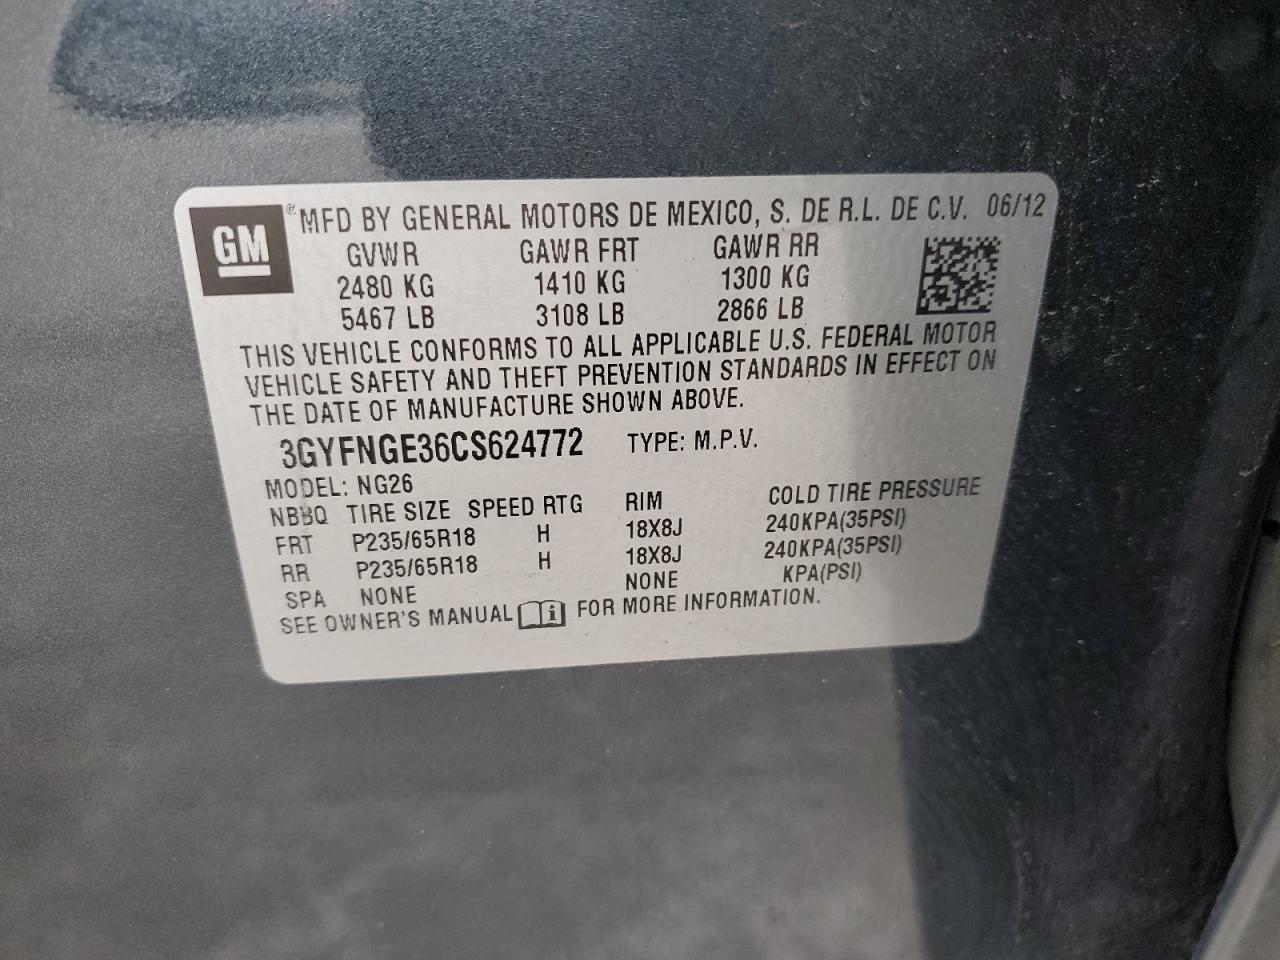 GM ® MFD BY GENERAL MOTORS DE MEXICO, S. DE R.L. DE C.V. 06/12
GVWR GAWR FRT GAWR RR
2480 KG 1410 KG 1300 KG
5467 LB 3108 LB 2866 LB
THIS VEHICLE CONFORMS TO ALL APPLICABLE U.S. FEDERAL MOTOR
VEHICLE SAFETY AND THEFT PREVENTION STANDARDS IN EFFECT ON
THE DATE OF MANUFACTURE SHOWN ABOVE.
3GYFNGE36CS624772 TYPE: M.P.V.
MODEL: NG26
NBBQ TIRE SIZE SPEED RTG RIM COLD TIRE PRESSURE
FRT P235/65R18 H 18X8J 240KPA(35PSI)
RR P235/65R18 H 18X8J 240KPA(35PSI)
SPA NONE NONE KPA(PSI)
SEE OWNER'S MANUAL i FOR MORE INFORMATION.